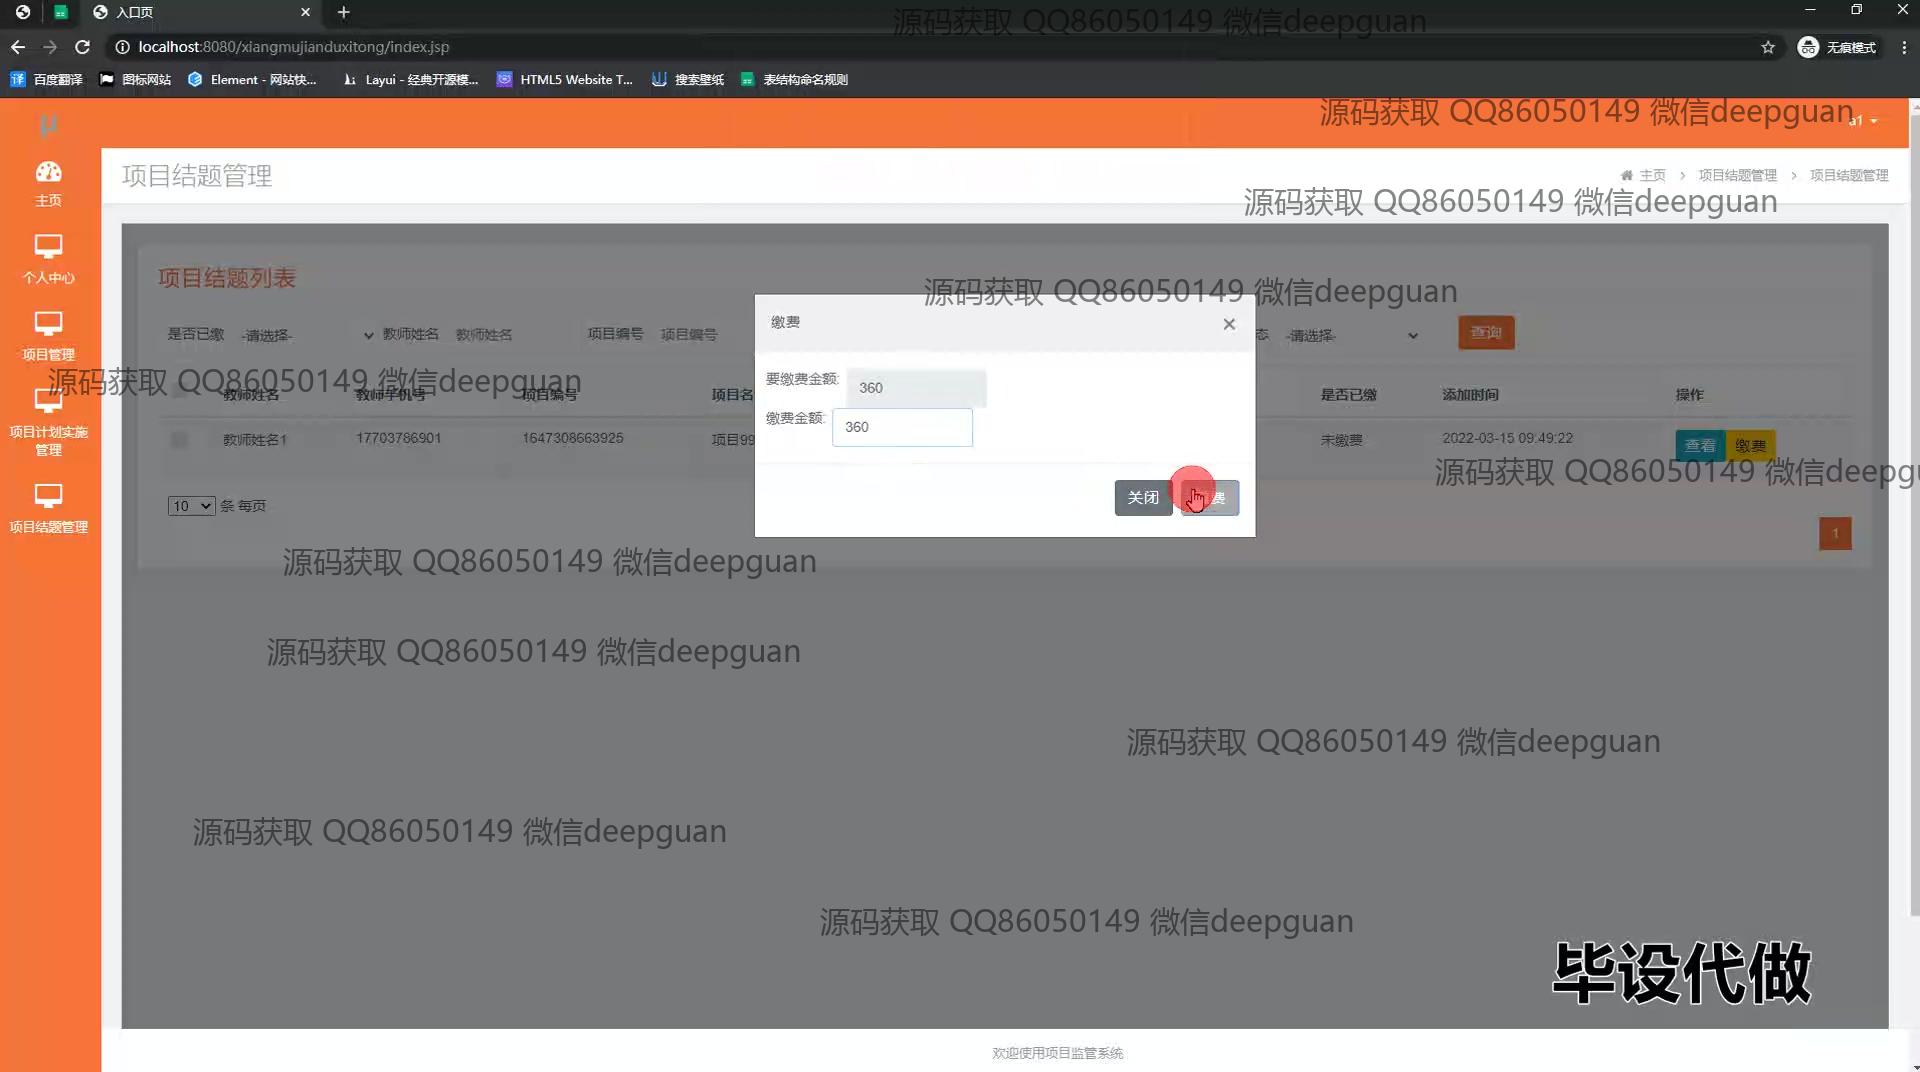 入口页
源码获取 QQ86050149 微信deepguan
localhost:8080/xiangmujianduxitong/index.jsp
无痕模式
百度翻译
图标网站
Element - 网站快...
Layui - 经典开源模...
HTML5 Website T...
搜索壁纸
表结构命名规则
源码获取 QQ86050149 微信deepguan
a1
主页
项目结题管理
主页 > 项目结题管理 > 项目结题管理
源码获取 QQ86050149 微信deepguan
个人中心
项目结题列表
源码获取 QQ86050149 微信deepguan
缴费
是否已缴 -请选择- 教师姓名 教师姓名 项目编号 项目编号
态 -请选择- 查询
项目管理
源码获取 QQ86050149 微信deepguan
要缴费金额: 360
教师姓名 教师手机号 项目编号 项目名
是否已缴 添加时间 操作
缴费金额: 360
项目计划实施
管理
教师姓名1 17703786901 1647308663925 项目99
未缴费 2022-03-15 09:49:22 查看 缴费
源码获取 QQ86050149 微信deepg
关闭 费
10 条 每页
项目结题管理
1
源码获取 QQ86050149 微信deepguan
源码获取 QQ86050149 微信deepguan
源码获取 QQ86050149 微信deepguan
源码获取 QQ86050149 微信deepguan
源码获取 QQ86050149 微信deepguan
毕设代做
欢迎使用项目监管系统